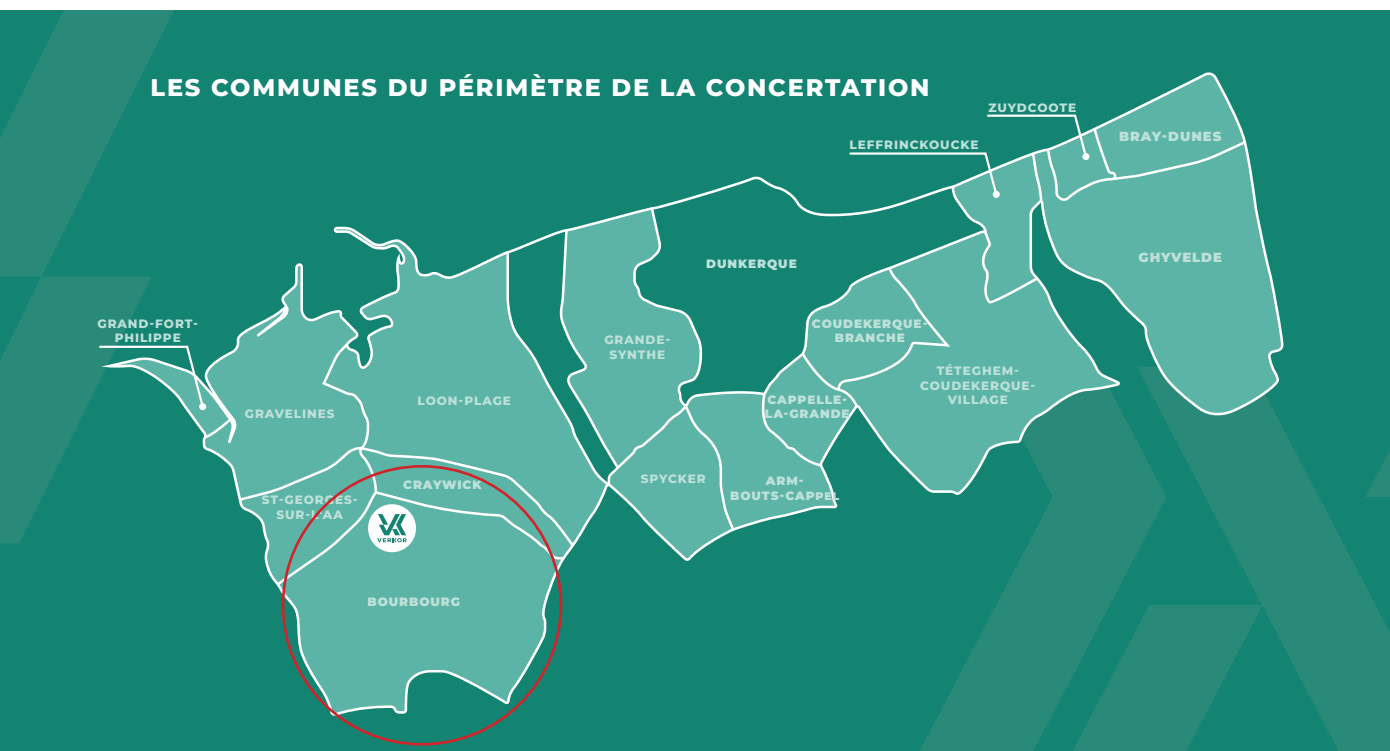 LES COMMUNES DU PÉRIMÈTRE DE LA CONCERTATION
ZUYDCOOTE
BRAY-DUNES
LEFFRINCKOUCKE
GHYVELDE
DUNKERQUE
GRAND-FORT-
PHILIPPE
COUDEKERQUE-
BRANCHE
GRANDE-
SYNTHE
TÉTEGHEM-
COUDEKERQUE-
VILLAGE
LOON-PLAGE
CAPPELLE-
LA-GRANDE
GRAVELINES
SPYCKER
ARM-
BOUTS-CAPPEL
CRAYWICK
ST-GEORGES-
SUR-L'AA
VERKOR
BOURBOURG